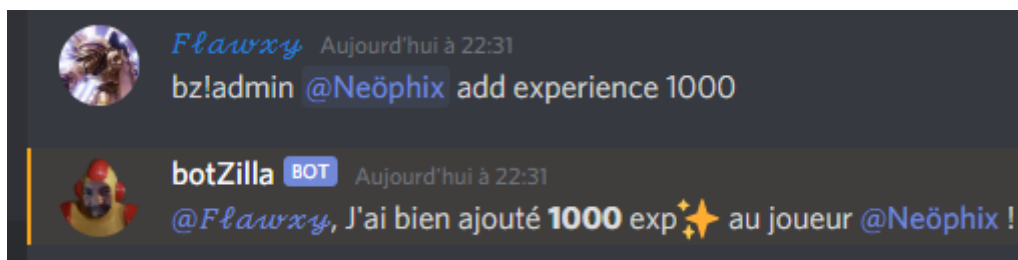 Flawxy Aujourd'hui à 22:31
bz!admin @Neöphix add experience 1000
botZilla BOT Aujourd'hui à 22:31
@Flawxy, J'ai bien ajouté 1000 exp✨ au joueur @Neöphix !